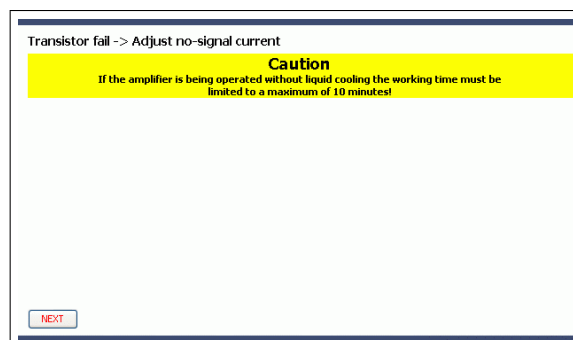 Transistor fail -> Adjust no-signal current
Caution
If the amplifier is being operated without liquid cooling the working time must be
limited to a maximum of 10 minutes!
NEXT